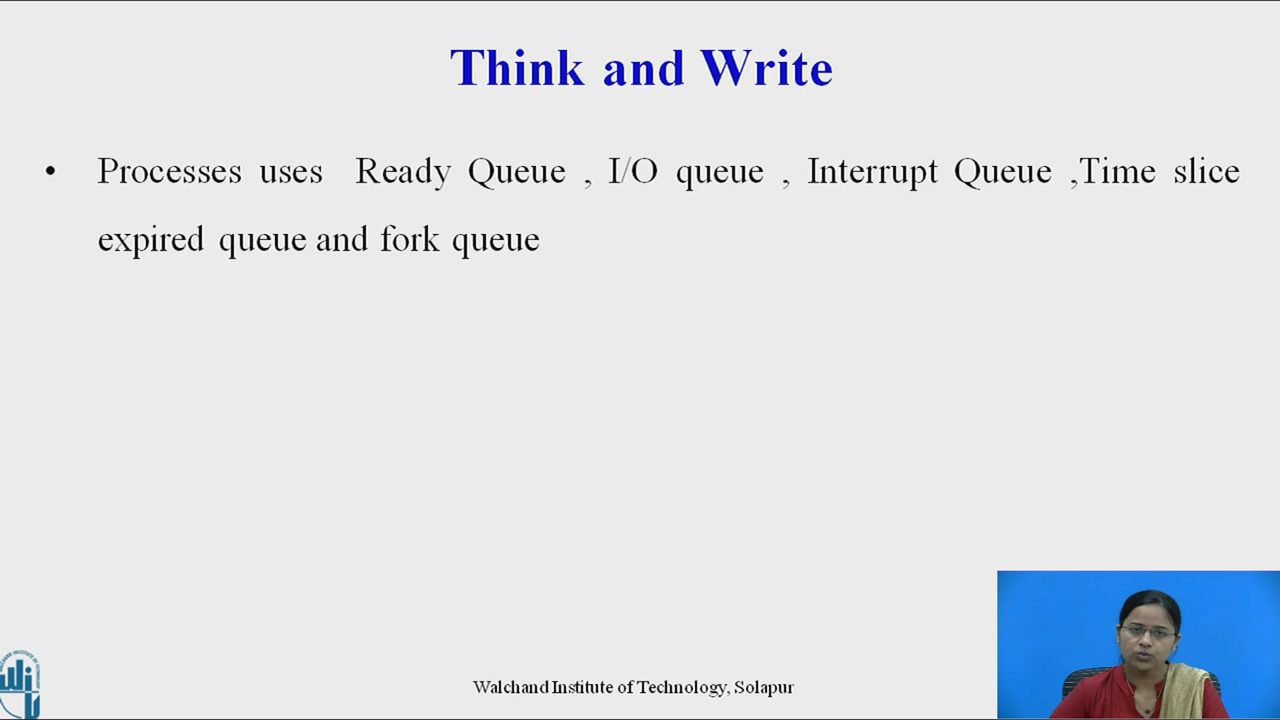 Think and Write
• Processes uses Ready Queue , I/O queue , Interrupt Queue ,Time slice
expired queue and fork queue
Walchand Institute of Technology, Solapur